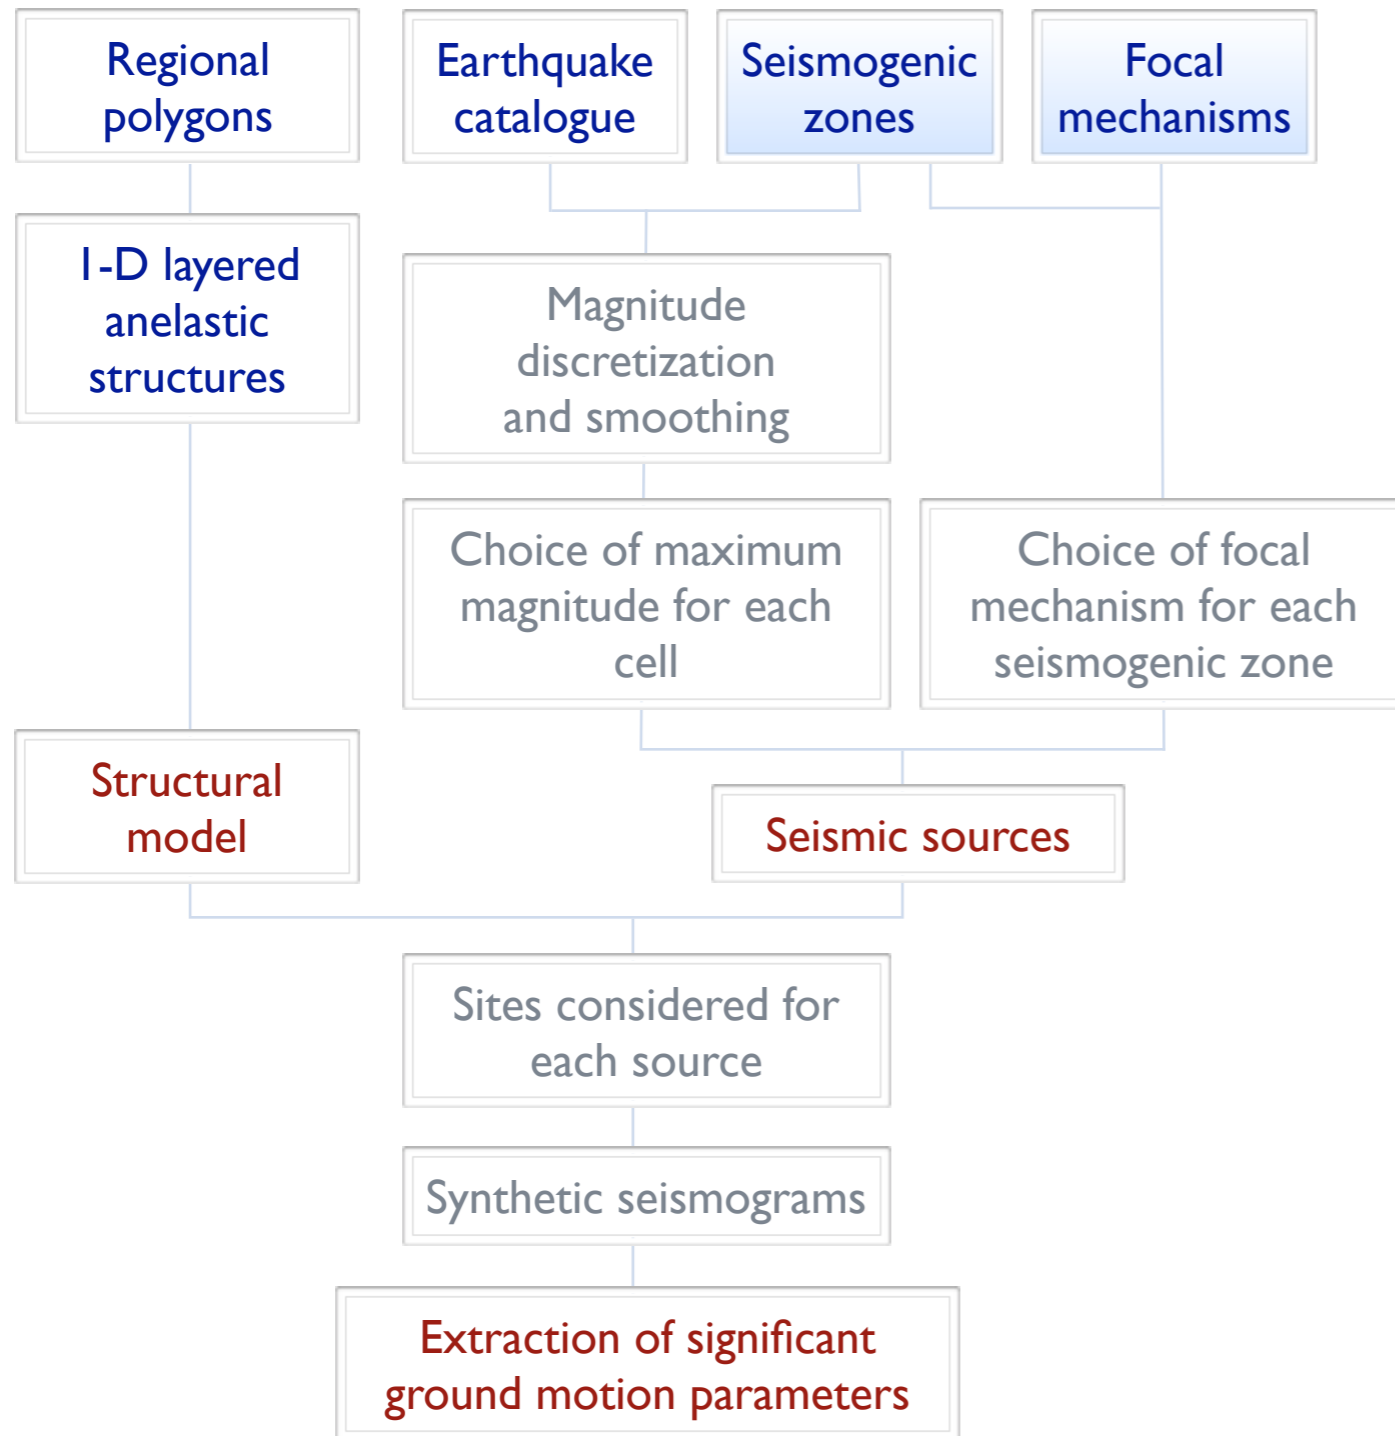 Regional
polygons
Earthquake
catalogue
Seismogenic
zones
Focal
mechanisms
1-D layered
anelastic
structures
Magnitude
discretization
and smoothing
Choice of maximum
magnitude for each
cell
Choice of focal
mechanism for each
seismogenic zone
Structural
model
Seismic sources
Sites considered for
each source
Synthetic seismograms
Extraction of significant
ground motion parameters